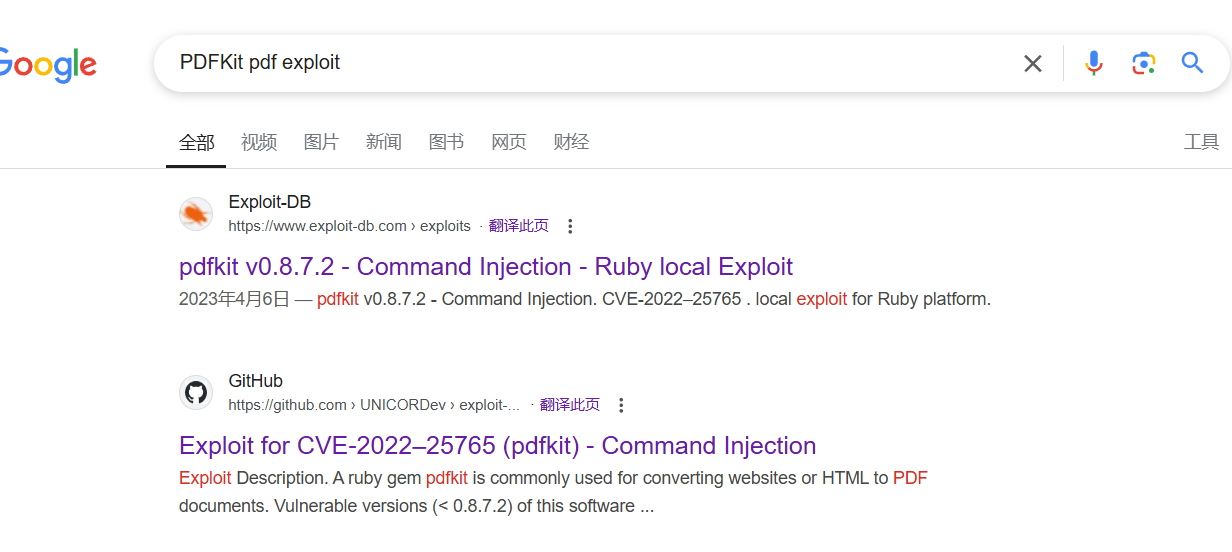 Google
PDFKit pdf exploit
全部 视频 图片 新闻 图书 网页 财经 工具
Exploit-DB
https://www.exploit-db.com › exploits · 翻译此页
pdfkit v0.8.7.2 - Command Injection - Ruby local Exploit
2023年4月6日 — pdfkit v0.8.7.2 - Command Injection. CVE-2022–25765 . local exploit for Ruby platform.
GitHub
https://github.com › UNICORDev › exploit-... · 翻译此页
Exploit for CVE-2022–25765 (pdfkit) - Command Injection
Exploit Description. A ruby gem pdfkit is commonly used for converting websites or HTML to PDF
documents. Vulnerable versions (< 0.8.7.2) of this software ...